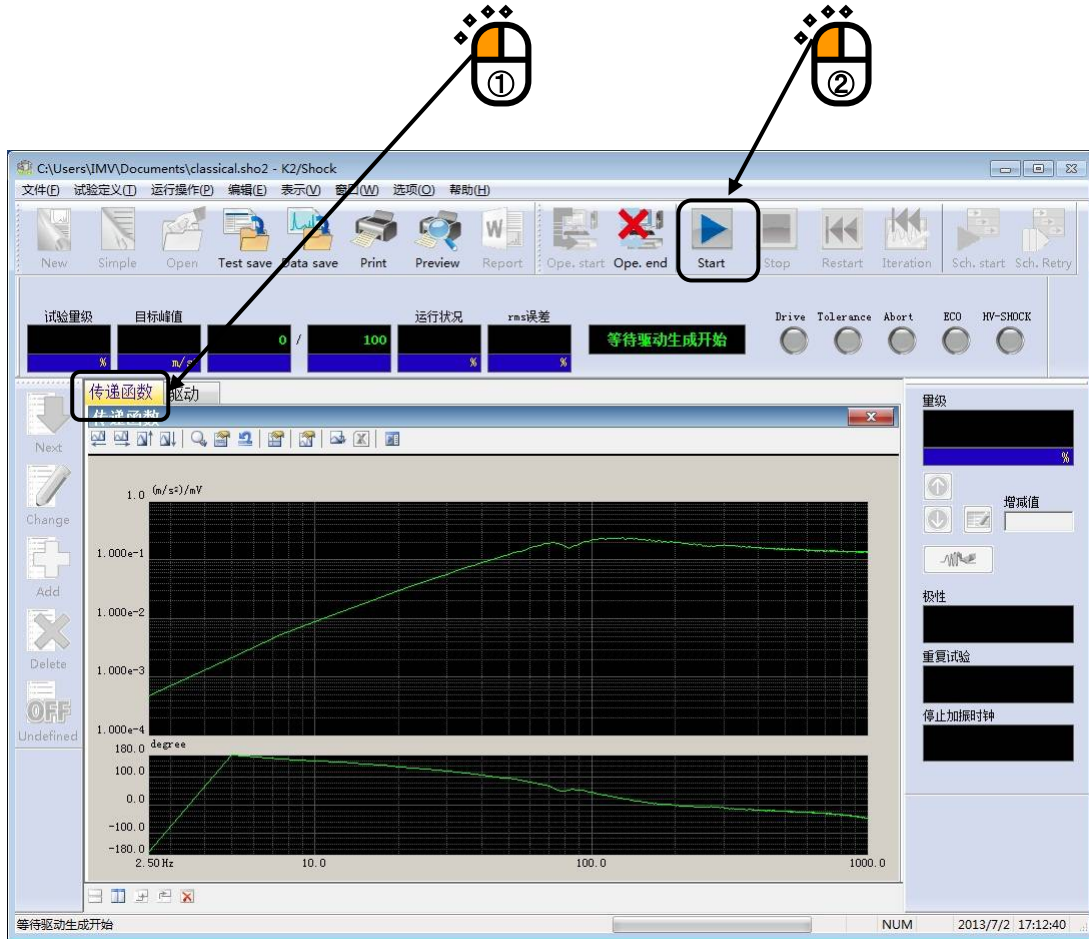 ① ②
C:\Users\IMV\Documents\classical.sho2 - K2/Shock
文件(F) 试验定义(T) 运行操作(P) 编辑(E) 表示(V) 窗口(W) 选项(O) 帮助(H)
New Simple Open Test save Data save Print Preview Report Ope. start Ope. end Start Stop Restart Iteration Sch. start Sch. Retry
试验量级 目标峰值 运行状况 rms误差 Drive Tolerance Abort ECO HV-SHOCK
0 / 100 等待驱动生成开始
% m/s² % %
传递函数 驱动
传递函数
Next
Change
Add
Delete
OFF
Undefined
1.0 (m/s²)/mV
1.000e-1
1.000e-2
1.000e-3
1.000e-4
180.0 degree
100.0
0.0
-100.0
-180.0
2.50 Hz 10.0 100.0 1000.0
量级
%
增减值
极性
重复试验
停止加振时钟
等待驱动生成开始 NUM 2013/7/2 17:12:40